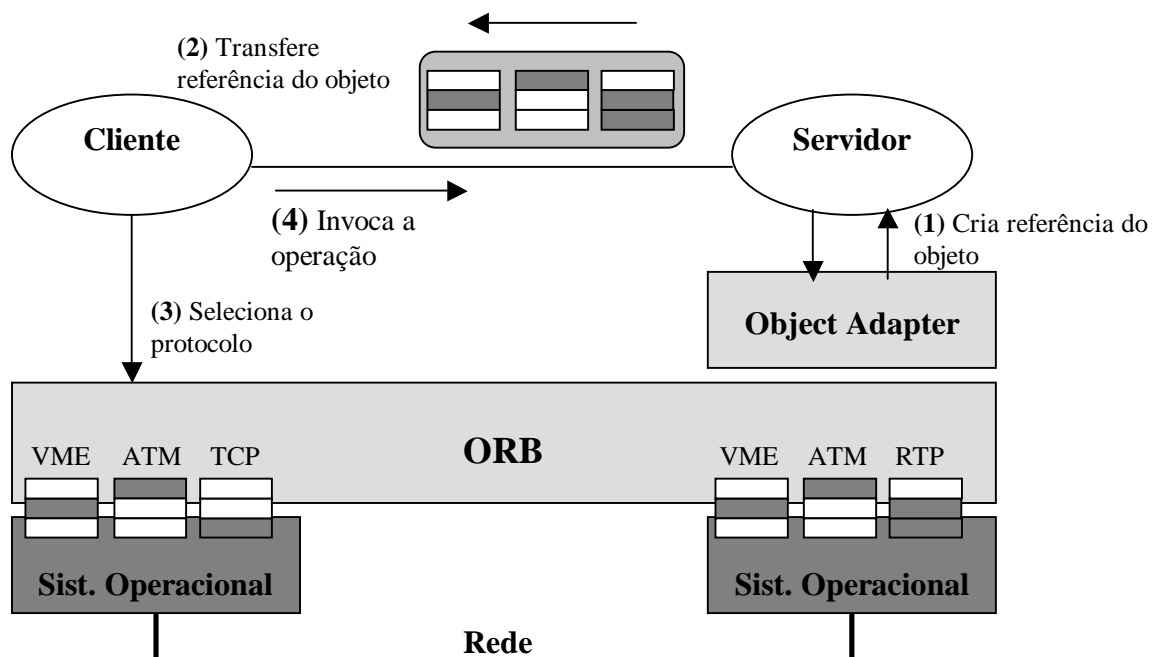 (2) Transfere
referência do objeto
Cliente
Servidor
(4) Invoca a
operação
(1) Cria referência do
objeto
(3) Seleciona o
protocolo
Object Adapter
ORB
VME ATM TCP
VME ATM RTP
Sist. Operacional
Sist. Operacional
Rede